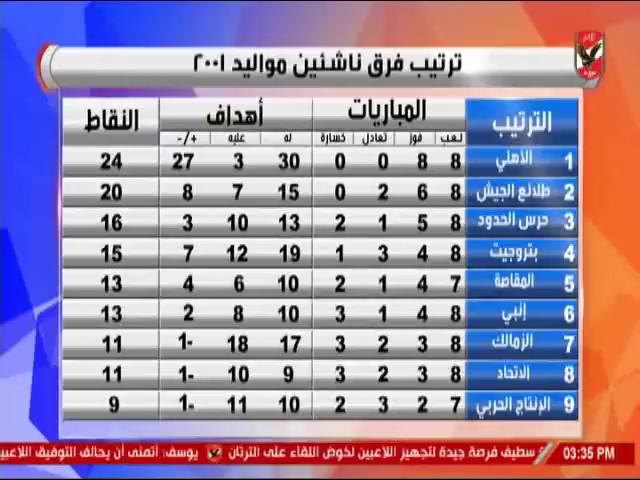 ترتيب فرق ناشئين مواليد ٢٠٠١
الترتيب المباريات أهداف النقاط
لعب فوز تعادل خسارة له عليه +/-
1 الأهلي 8 8 0 0 30 3 27 24
2 طلائع الجيش 8 6 2 0 15 7 8 20
3 حرس الحدود 8 5 1 2 13 10 3 16
4 بتروجيت 8 4 3 1 19 12 7 15
5 المقاصة 7 4 1 2 10 6 4 13
6 إنبي 8 4 1 3 10 8 2 13
7 الزمالك 8 3 2 3 17 18 -1 11
8 الاتحاد 8 3 2 3 9 10 -1 11
9 الإنتاج الحربي 7 2 3 2 10 11 -1 9
سطيف فرصة جيدة لتجهيز اللاعبين لخوض اللقاء على الترتان يوسف: أتمنى أن يحالف التوفيق اللاعبين
03:35 PM